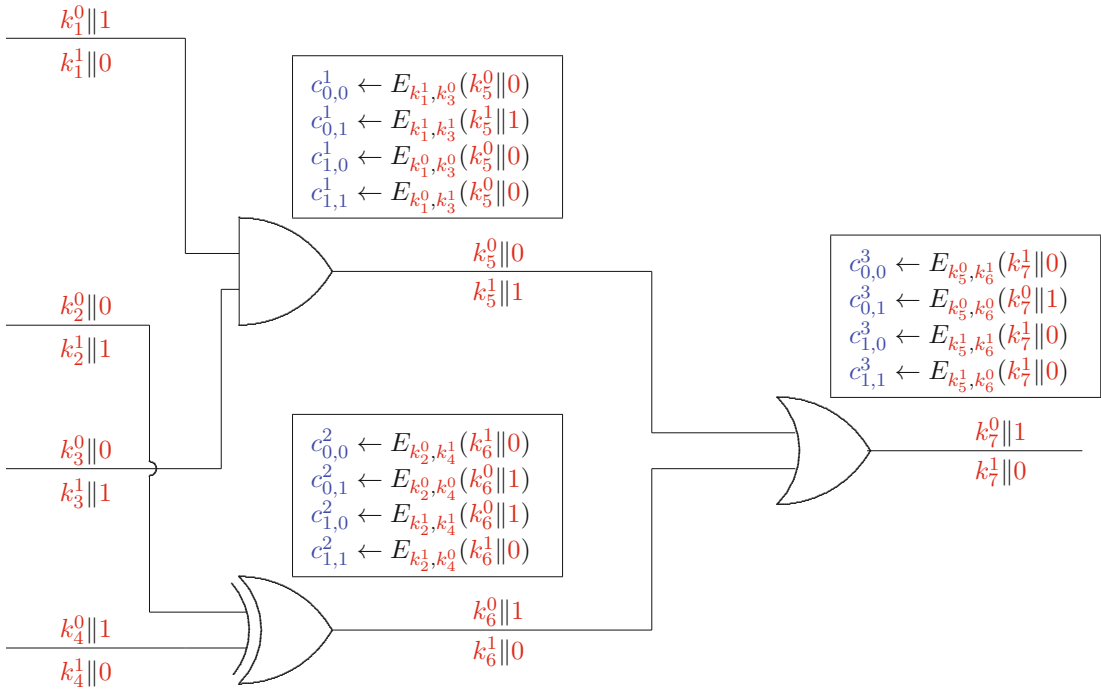 k_1^0‖1
k_1^1‖0
c_{0,0}^1 ← E_{k_1^1,k_3^0}(k_5^0‖0)
c_{0,1}^1 ← E_{k_1^1,k_3^1}(k_5^1‖1)
c_{1,0}^1 ← E_{k_1^0,k_3^0}(k_5^0‖0)
c_{1,1}^1 ← E_{k_1^0,k_3^1}(k_5^0‖0)
k_5^0‖0
k_5^1‖1
k_2^0‖0
k_2^1‖1
c_{0,0}^3 ← E_{k_5^0,k_6^1}(k_7^1‖0)
c_{0,1}^3 ← E_{k_5^0,k_6^0}(k_7^0‖1)
c_{1,0}^3 ← E_{k_5^1,k_6^1}(k_7^1‖0)
c_{1,1}^3 ← E_{k_5^1,k_6^0}(k_7^1‖0)
k_3^0‖0
k_3^1‖1
c_{0,0}^2 ← E_{k_2^0,k_4^1}(k_6^1‖0)
c_{0,1}^2 ← E_{k_2^0,k_4^0}(k_6^0‖1)
c_{1,0}^2 ← E_{k_2^1,k_4^1}(k_6^0‖1)
c_{1,1}^2 ← E_{k_2^1,k_4^0}(k_6^1‖0)
k_7^0‖1
k_7^1‖0
k_4^0‖1
k_4^1‖0
k_6^0‖1
k_6^1‖0